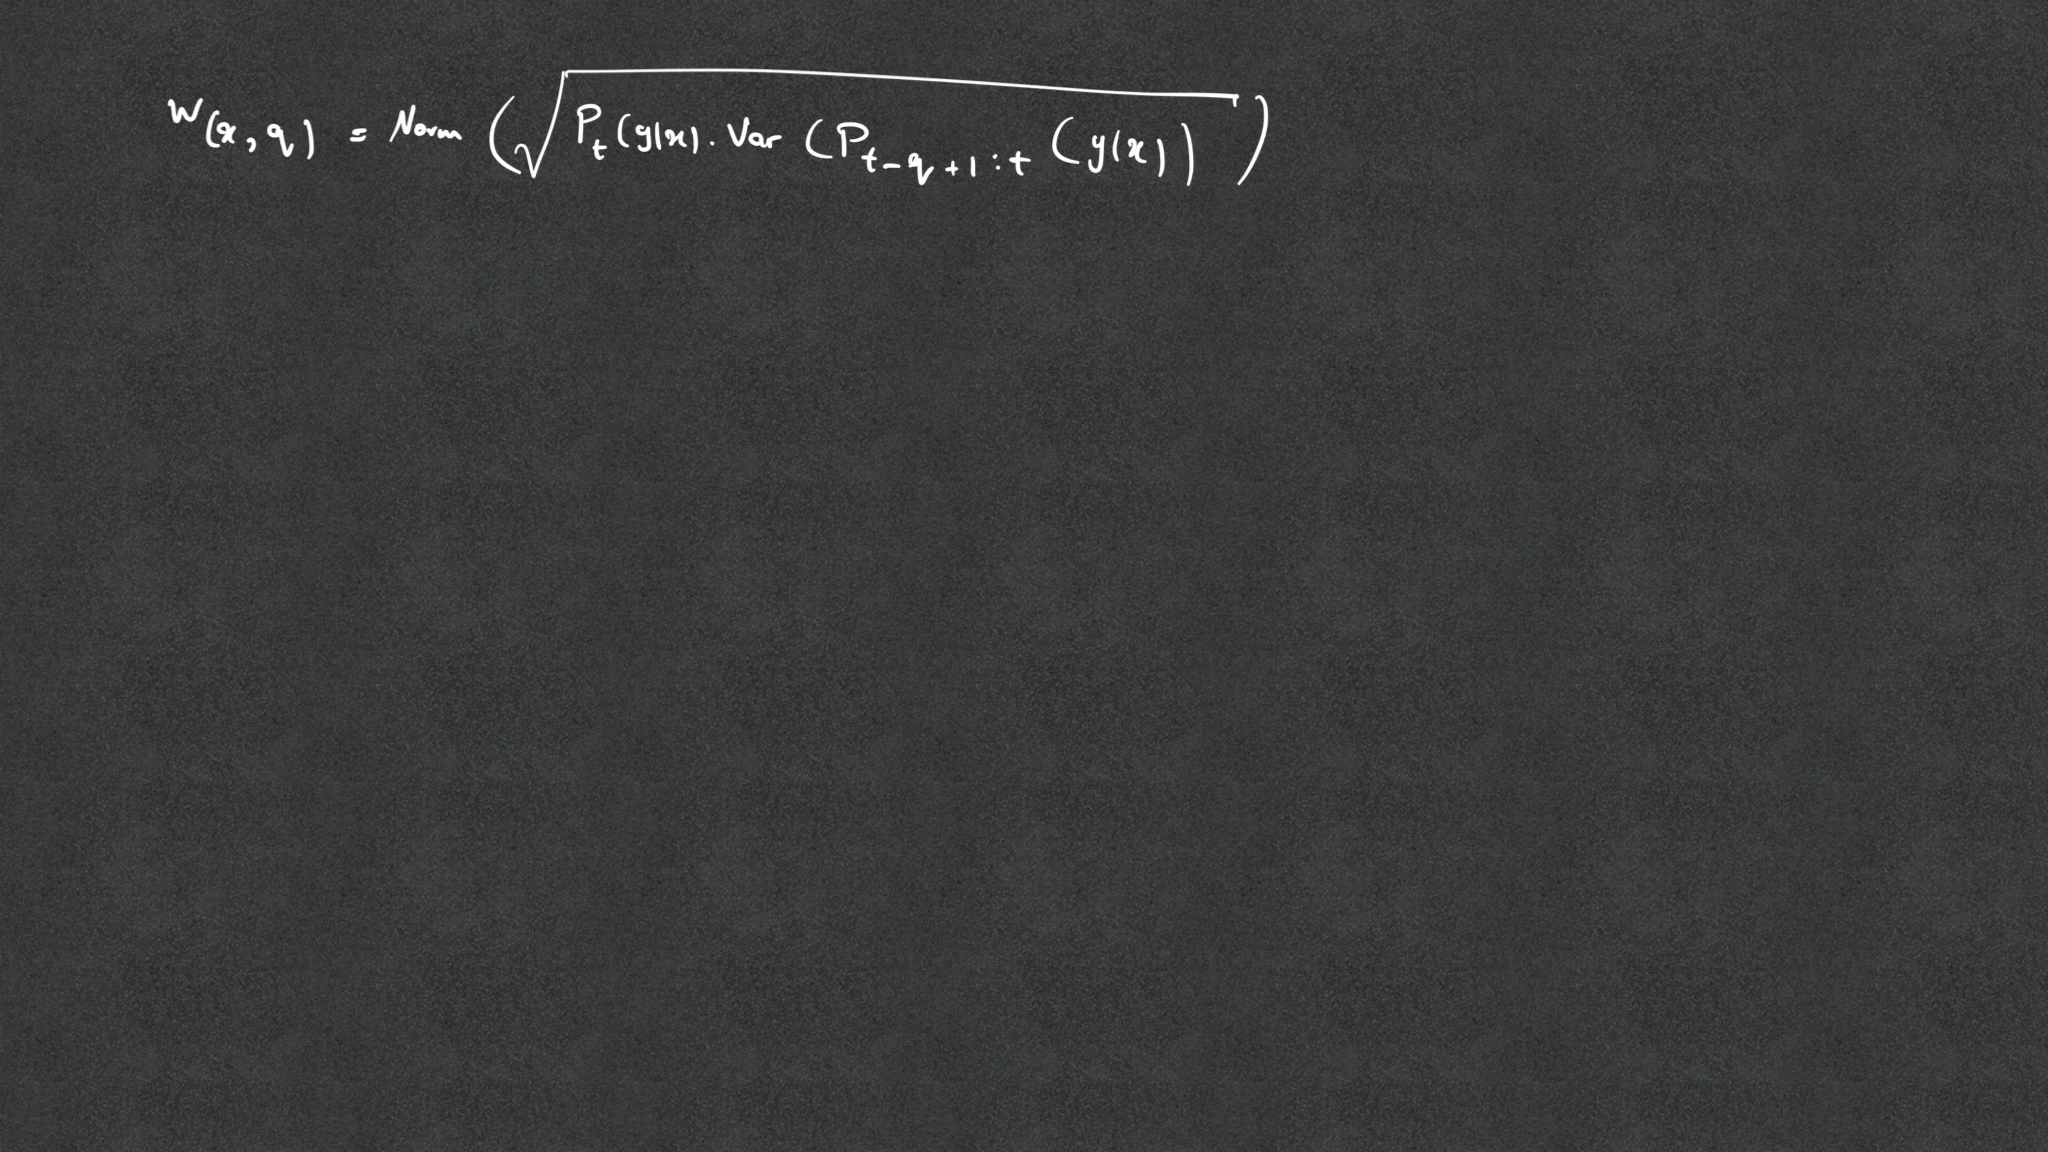 W(x, q) = Norm (√P_t(y|x). Var (P_{t-q+1:t} (y|x)))